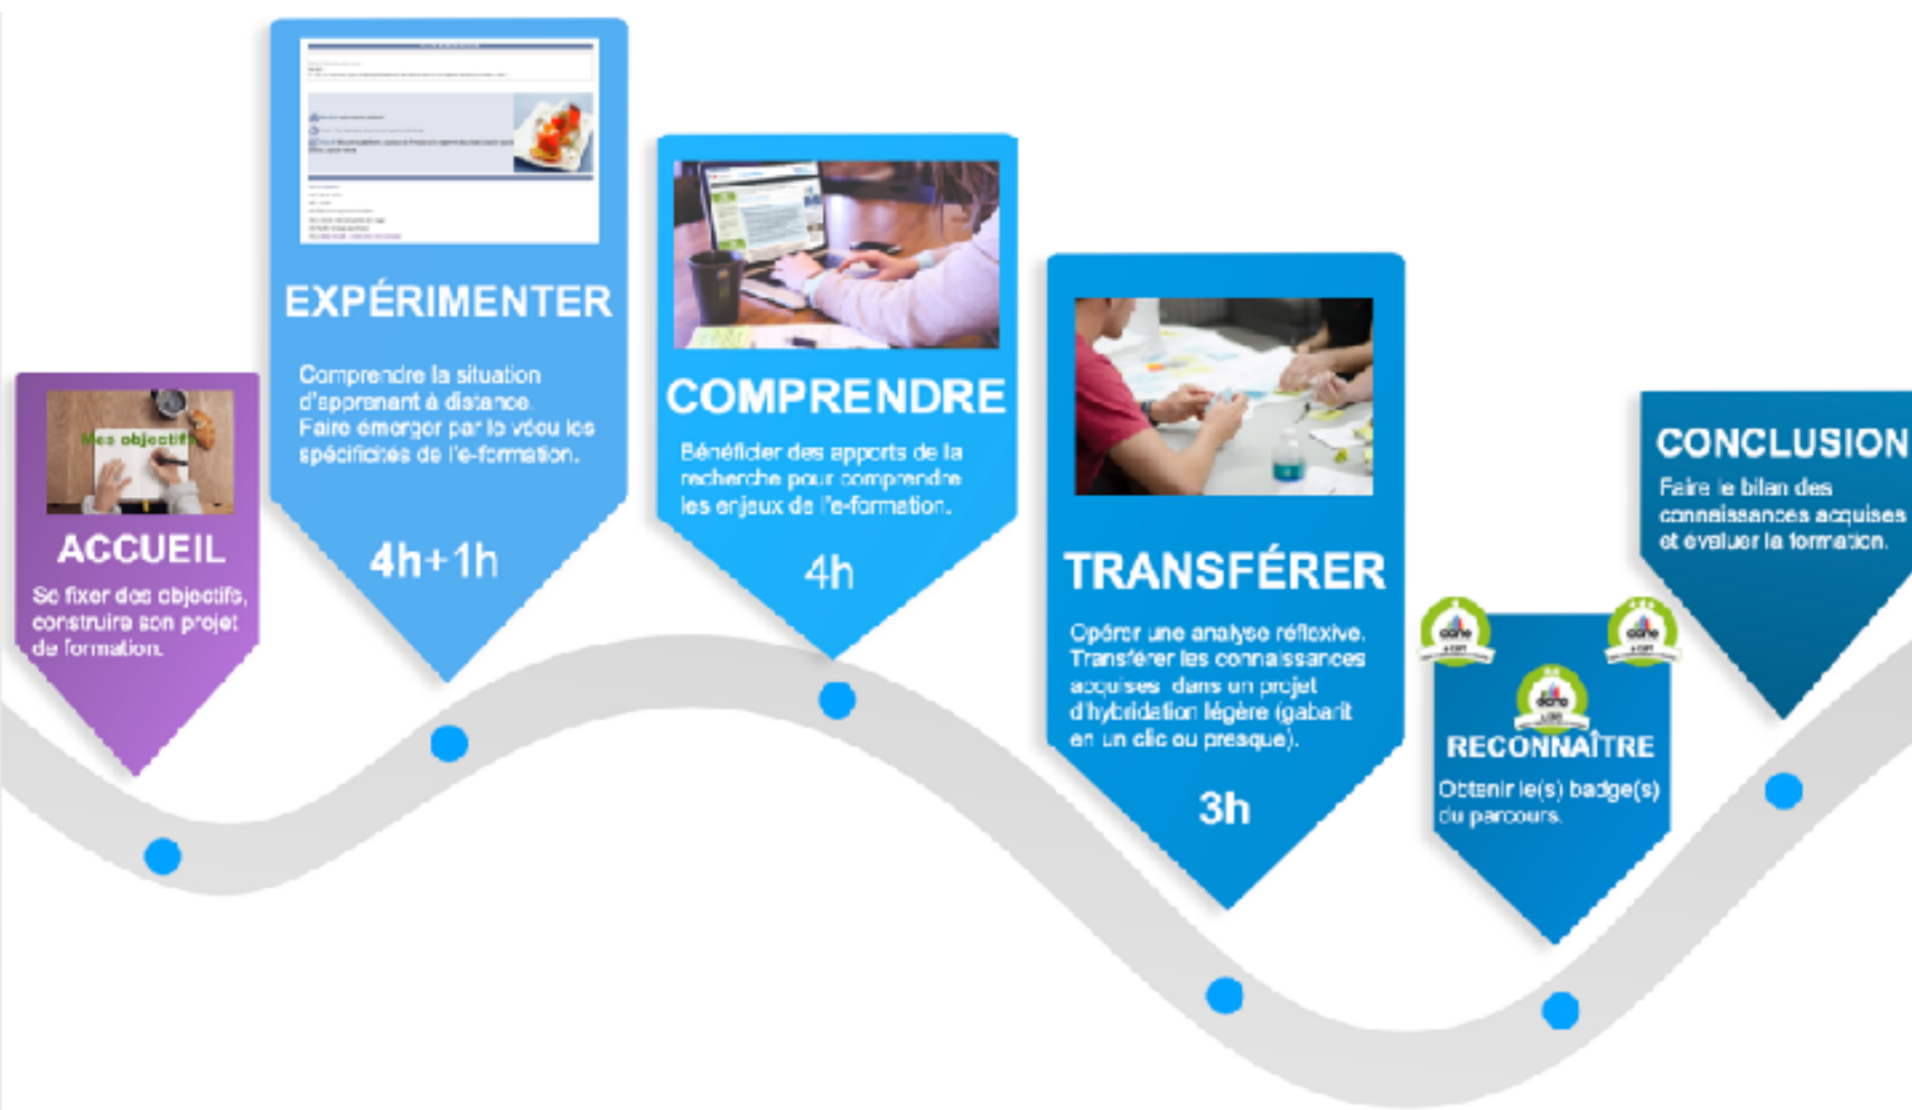 Mes objectifs
ACCUEIL
Se fixer des objectifs,
construire son projet
de formation.
EXPÉRIMENTER
Comprendre la situation
d'apprenant à distance.
Faire émerger par le vécu les
spécificités de l'e-formation.
4h+1h
COMPRENDRE
Bénéficier des apports de la
recherche pour comprendre
les enjeux de l'e-formation.
4h
TRANSFÉRER
Opérer une analyse réflexive.
Transférer les connaissances
acquises dans un projet
d'hybridation légère (gabarit
en un clic ou presque).
3h
RECONNAÎTRE
Obtenir le(s) badge(s)
du parcours.
CONCLUSION
Faire le bilan des
connaissances acquises
et évaluer la formation.